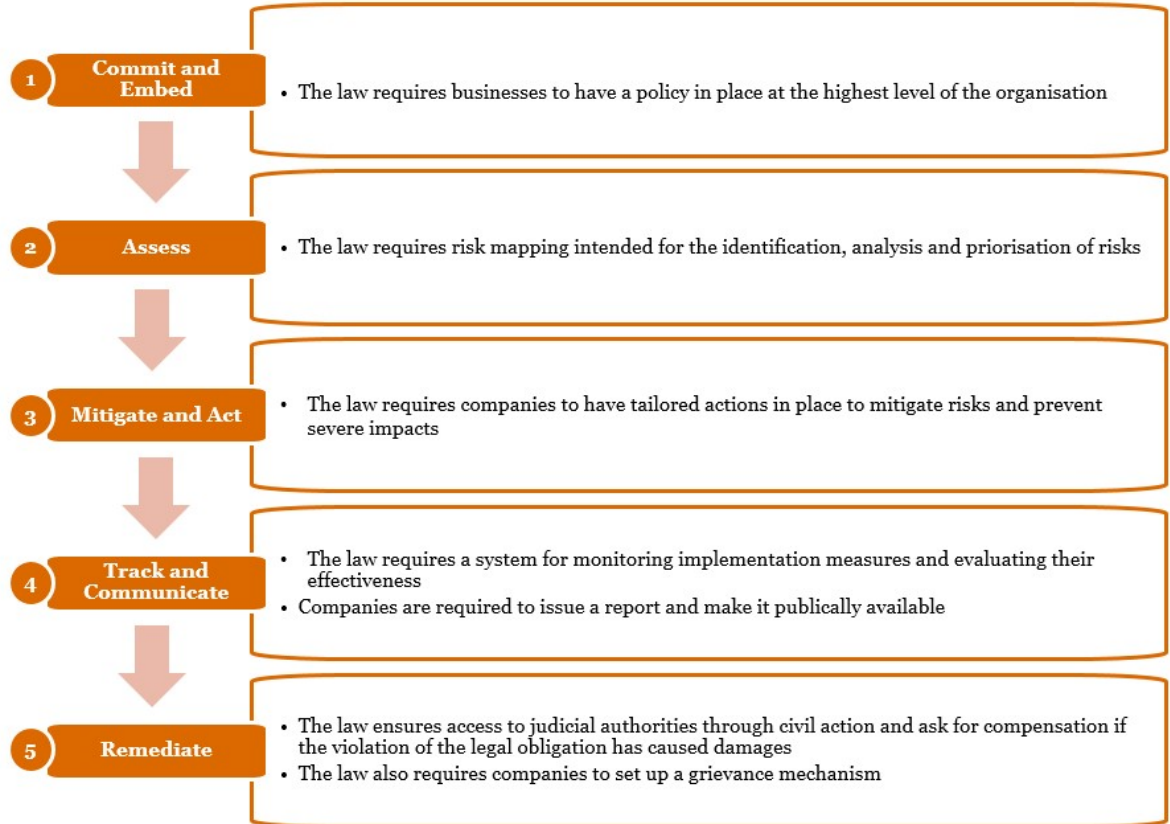 1
Commit and
Embed
• The law requires businesses to have a policy in place at the highest level of the organisation
2
Assess
• The law requires risk mapping intended for the identification, analysis and priorisation of risks
3
Mitigate and Act
• The law requires companies to have tailored actions in place to mitigate risks and prevent
severe impacts
4
Track and
Communicate
• The law requires a system for monitoring implementation measures and evaluating their
effectiveness
• Companies are required to issue a report and make it publically available
5
Remediate
• The law ensures access to judicial authorities through civil action and ask for compensation if
the violation of the legal obligation has caused damages
• The law also requires companies to set up a grievance mechanism